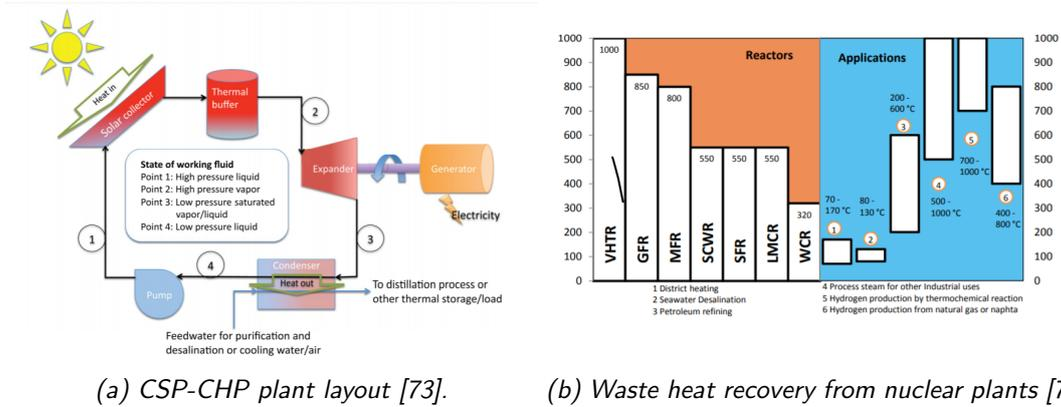 Heat in
Solar collector
Thermal
buffer
2
State of working fluid
Point 1: High pressure liquid
Point 2: High pressure vapor
Point 3: Low pressure saturated
vapor/liquid
Point 4: Low pressure liquid
Expander
Generator
Electricity
1
3
4
Condenser
Heat out
Pump
To distillation process or
other thermal storage/load
Feedwater for purification and
desalination or cooling water/air
(a) CSP-CHP plant layout [73].
1000
900
800
700
600
500
400
300
200
100
0
Reactors
Applications
1000
850
800
550
550
550
320
VHTR
GFR
MFR
SCWR
SFR
LMCR
WCR
70 -
170 °C
1
80 -
130 °C
2
200 -
600 °C
3
4
500 -
1000 °C
5
700 -
1000 °C
6
400 -
800 °C
1000
900
800
700
600
500
400
300
200
100
0
1 District heating
2 Seawater Desalination
3 Petroleum refining
4 Process steam for other Industrial uses
5 Hydrogen production by thermochemical reaction
6 Hydrogen production from natural gas or naphta
(b) Waste heat recovery from nuclear plants [7